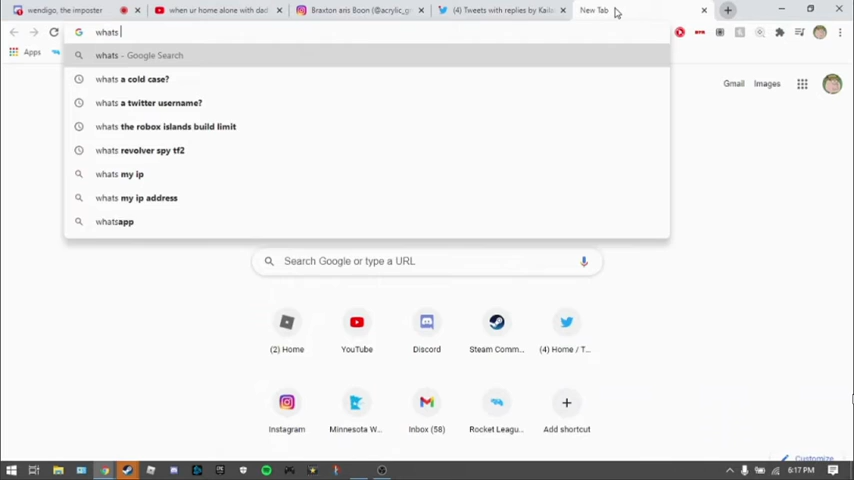 wendigo, the imposter
when ur home alone with dad
Braxton aris Boon (@acrylic_g
(4) Tweets with replies by Kaile
New Tab
whats
whats - Google Search
Apps
whats a cold case?
whats a twitter username?
whats the robox islands build limit
whats revolver spy tf2
whats my ip
whats my ip address
whatsapp
Gmail
Images
Search Google or type a URL
(2) Home
YouTube
Discord
Steam Comm...
(4) Home / T...
Instagram
Minnesota W...
Inbox (58)
Rocket Leagu...
Add shortcut
Customize
6:17 PM